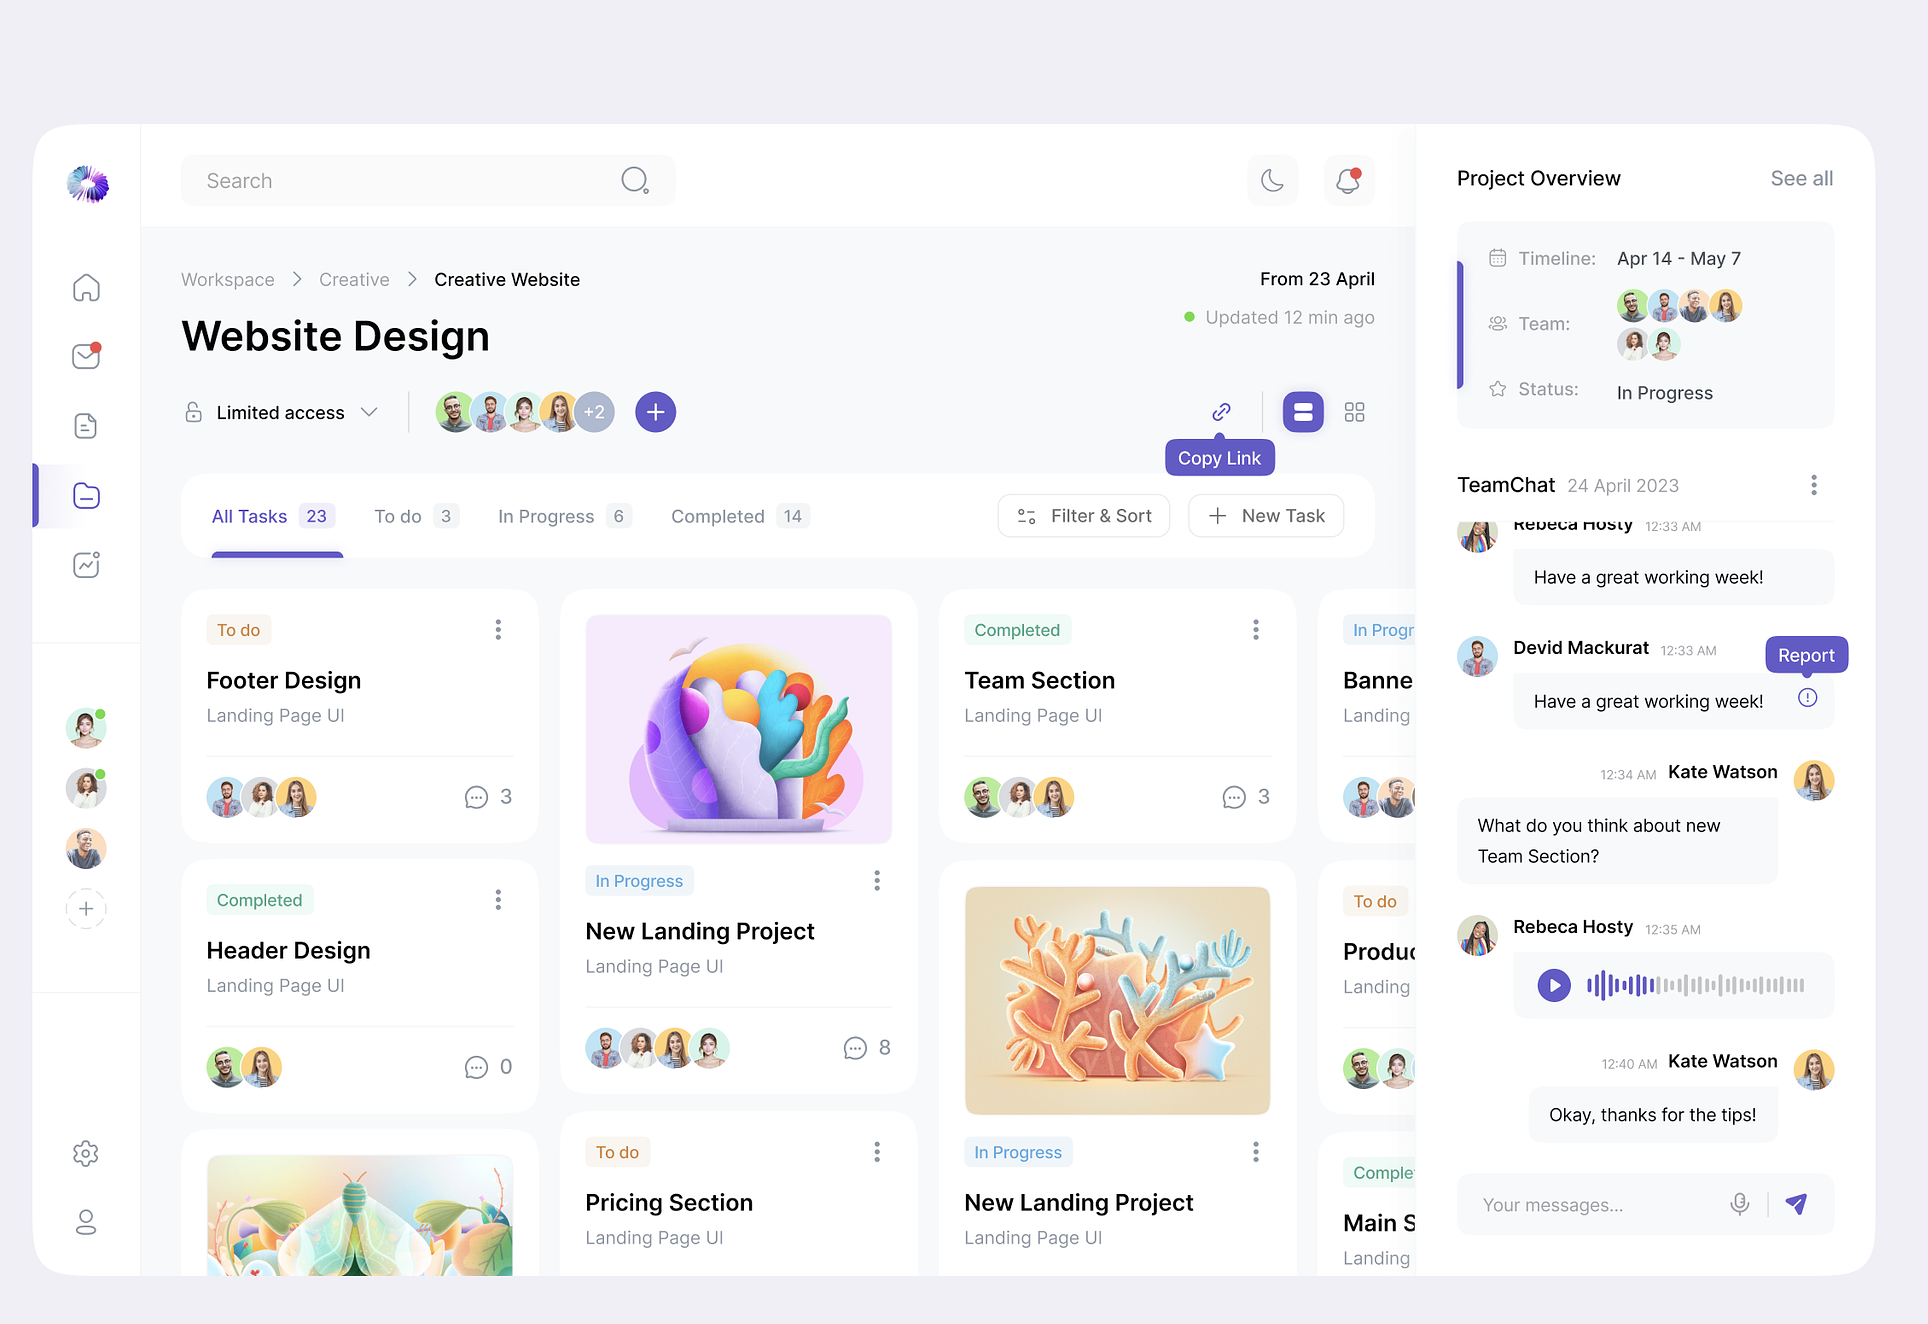 Search
Workspace > Creative > Creative Website
From 23 April
Website Design
Updated 12 min ago
Limited access
+2
Copy Link
All Tasks 23
To do 3
In Progress 6
Completed 14
Filter & Sort
New Task
To do
Footer Design
Landing Page UI
3
Completed
Header Design
Landing Page UI
0
In Progress
New Landing Project
Landing Page UI
8
To do
Pricing Section
Landing Page UI
Completed
Team Section
Landing Page UI
3
In Progress
New Landing Project
Landing Page UI
In Progr
Banne
Landing
To do
Produc
Landing
Comple
Main S
Landing
Project Overview
See all
Timeline: Apr 14 - May 7
Team:
Status: In Progress
TeamChat 24 April 2023
Rebeca Hosty 12:33 AM
Have a great working week!
Devid Mackurat 12:33 AM
Report
Have a great working week!
12:34 AM Kate Watson
What do you think about new
Team Section?
Rebeca Hosty 12:35 AM
12:40 AM Kate Watson
Okay, thanks for the tips!
Your messages...